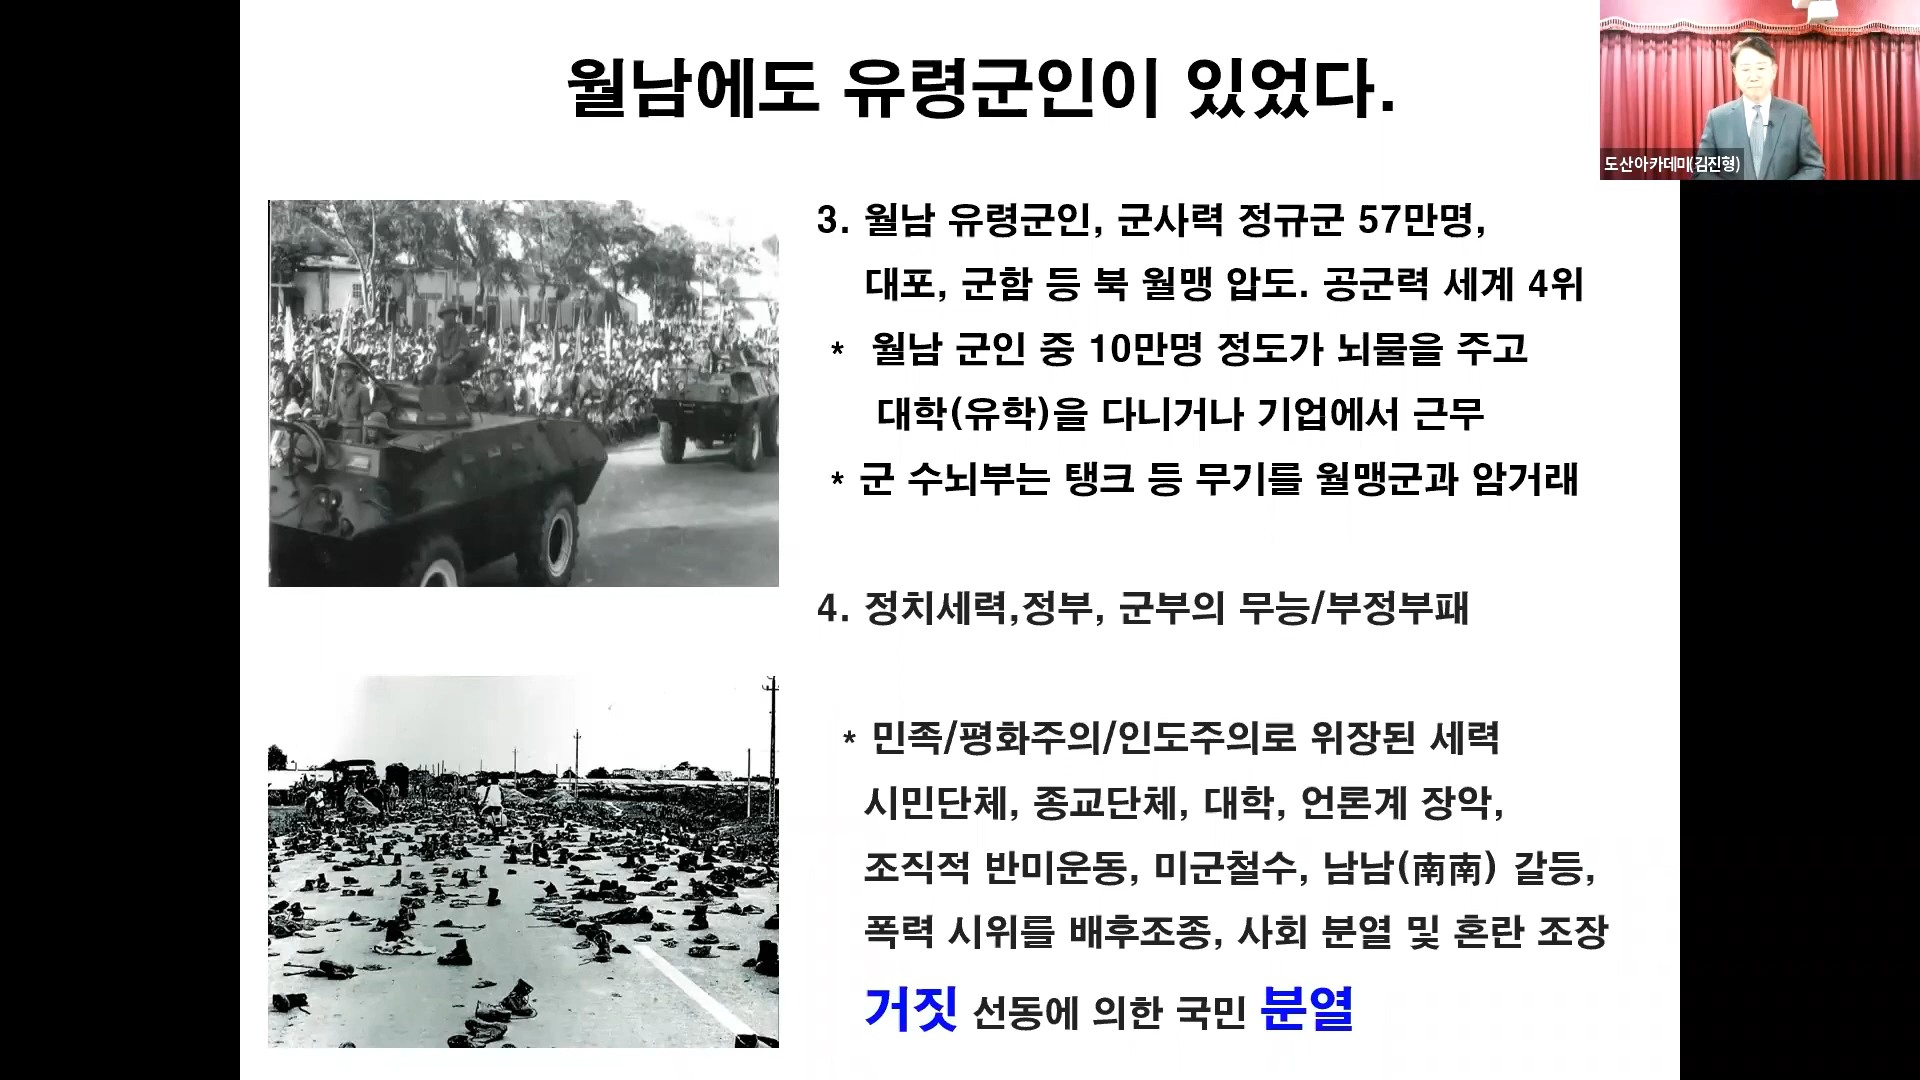 월남에도 유령군인이 있었다.
도산아카데미(김진형)
3. 월남 유령군인, 군사력 정규군 57만명,
대포, 군함 등 북 월맹 압도. 공군력 세계 4위
* 월남 군인 중 10만명 정도가 뇌물을 주고
대학(유학)을 다니거나 기업에서 근무
* 군 수뇌부는 탱크 등 무기를 월맹군과 암거래
4. 정치세력,정부, 군부의 무능/부정부패
* 민족/평화주의/인도주의로 위장된 세력
시민단체, 종교단체, 대학, 언론계 장악,
조직적 반미운동, 미군철수, 남남(南南) 갈등,
폭력 시위를 배후조종, 사회 분열 및 혼란 조장
거짓 선동에 의한 국민 분열